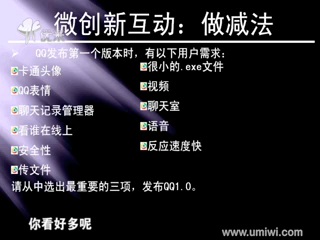 微创新互动：做减法
QQ发布第一个版本时，有以下用户需求：
卡通头像
QQ表情
聊天记录管理器
看谁在线上
安全性
传文件
很小的.exe文件
视频
聊天室
语音
反应速度快
请从中选出最重要的三项，发布QQ1.0。
你看好多呢
www.umiwi.com